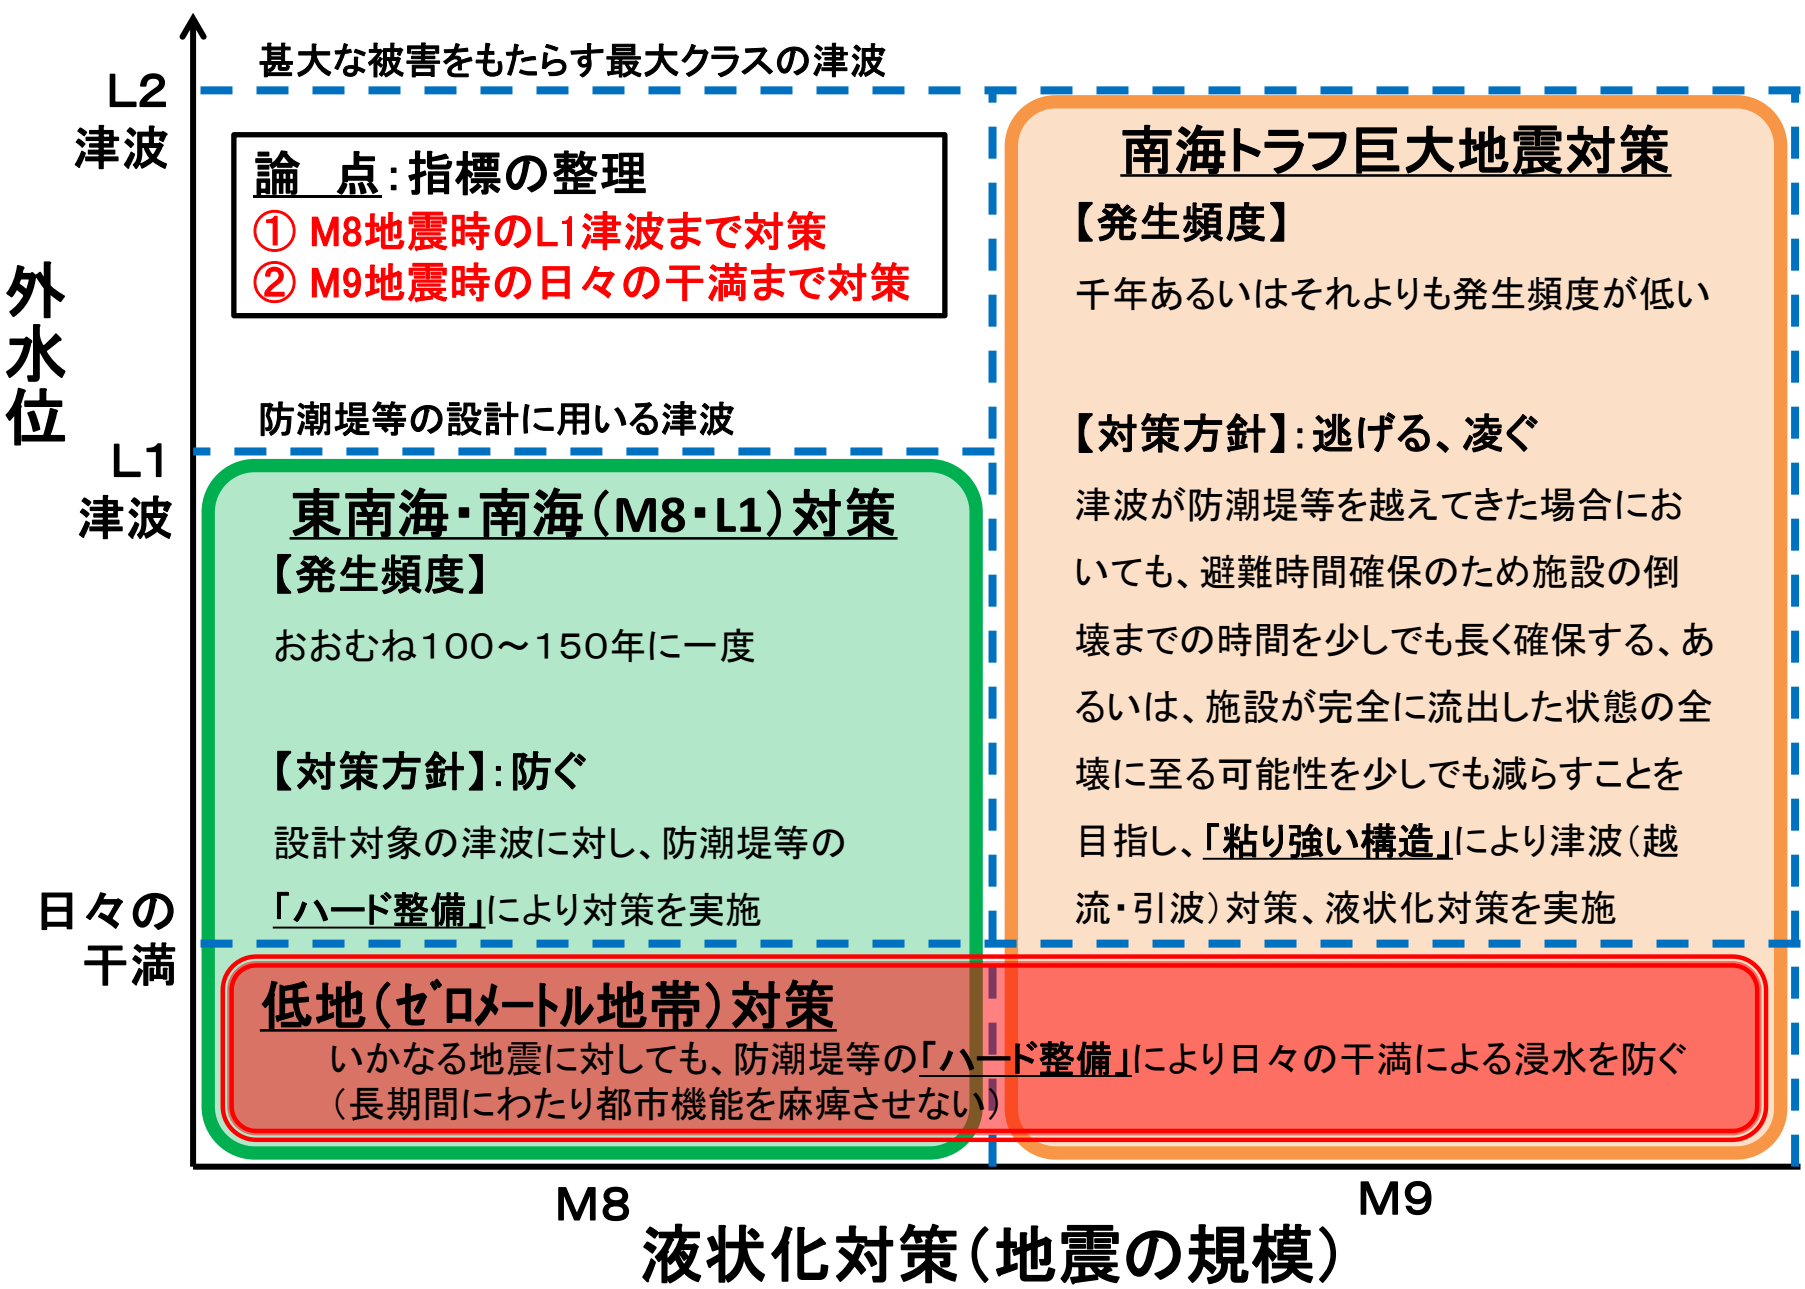 外水位
L2
津波
甚大な被害をもたらす最大クラスの津波
論　点：指標の整理
① M8地震時のL1津波まで対策
② M9地震時の日々の干満まで対策
L1
津波
防潮堤等の設計に用いる津波
東南海・南海（M8・L1）対策
【発生頻度】
おおむね100～150年に一度
【対策方針】：防ぐ
設計対象の津波に対し、防潮堤等の
「ハード整備」により対策を実施
南海トラフ巨大地震対策
【発生頻度】
千年あるいはそれよりも発生頻度が低い
【対策方針】：逃げる、凌ぐ
津波が防潮堤等を越えてきた場合にお
いても、避難時間確保のため施設の倒
壊までの時間を少しでも長く確保する、あ
るいは、施設が完全に流出した状態の全
壊に至る可能性を少しでも減らすことを
目指し、「粘り強い構造」により津波（越
流・引波）対策、液状化対策を実施
日々の
干満
低地（ゼロメートル地帯）対策
いかなる地震に対しても、防潮堤等の「ハード整備」により日々の干満による浸水を防ぐ
（長期間にわたり都市機能を麻痺させない）
M8
M9
液状化対策（地震の規模）